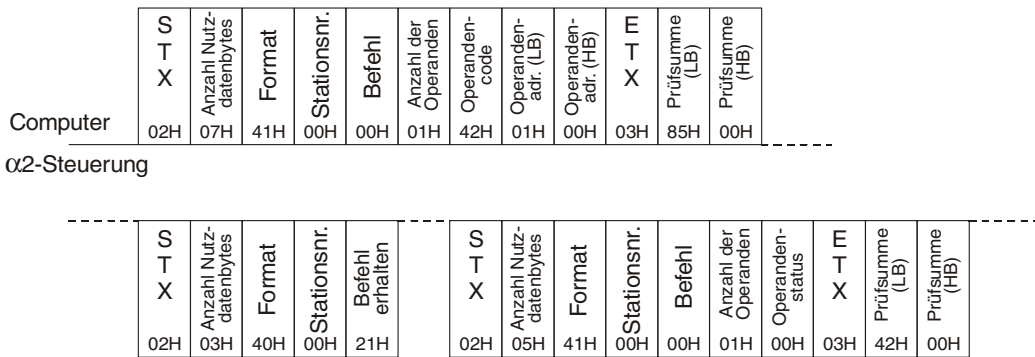 S
T
X
Anzahl Nutz-
datenbytes
Format
Stationsnr.
Befehl
Anzahl der
Operanden
Operanden-
code
Operanden-
adr. (LB)
Operanden-
adr. (HB)
E
T
X
Prüfsumme
(LB)
Prüfsumme
(HB)
Computer
02H 07H 41H 00H 00H 01H 42H 01H 00H 03H 85H 00H
α2-Steuerung
S
T
X
Anzahl Nutz-
datenbytes
Format
Stationsnr.
Befehl
erhalten
S
T
X
Anzahl Nutz-
datenbytes
Format
Stationsnr.
Befehl
Anzahl der
Operanden
Operanden-
status
E
T
X
Prüfsumme
(LB)
Prüfsumme
(HB)
02H 03H 40H 00H 21H 02H 05H 41H 00H 00H 01H 00H 03H 42H 00H